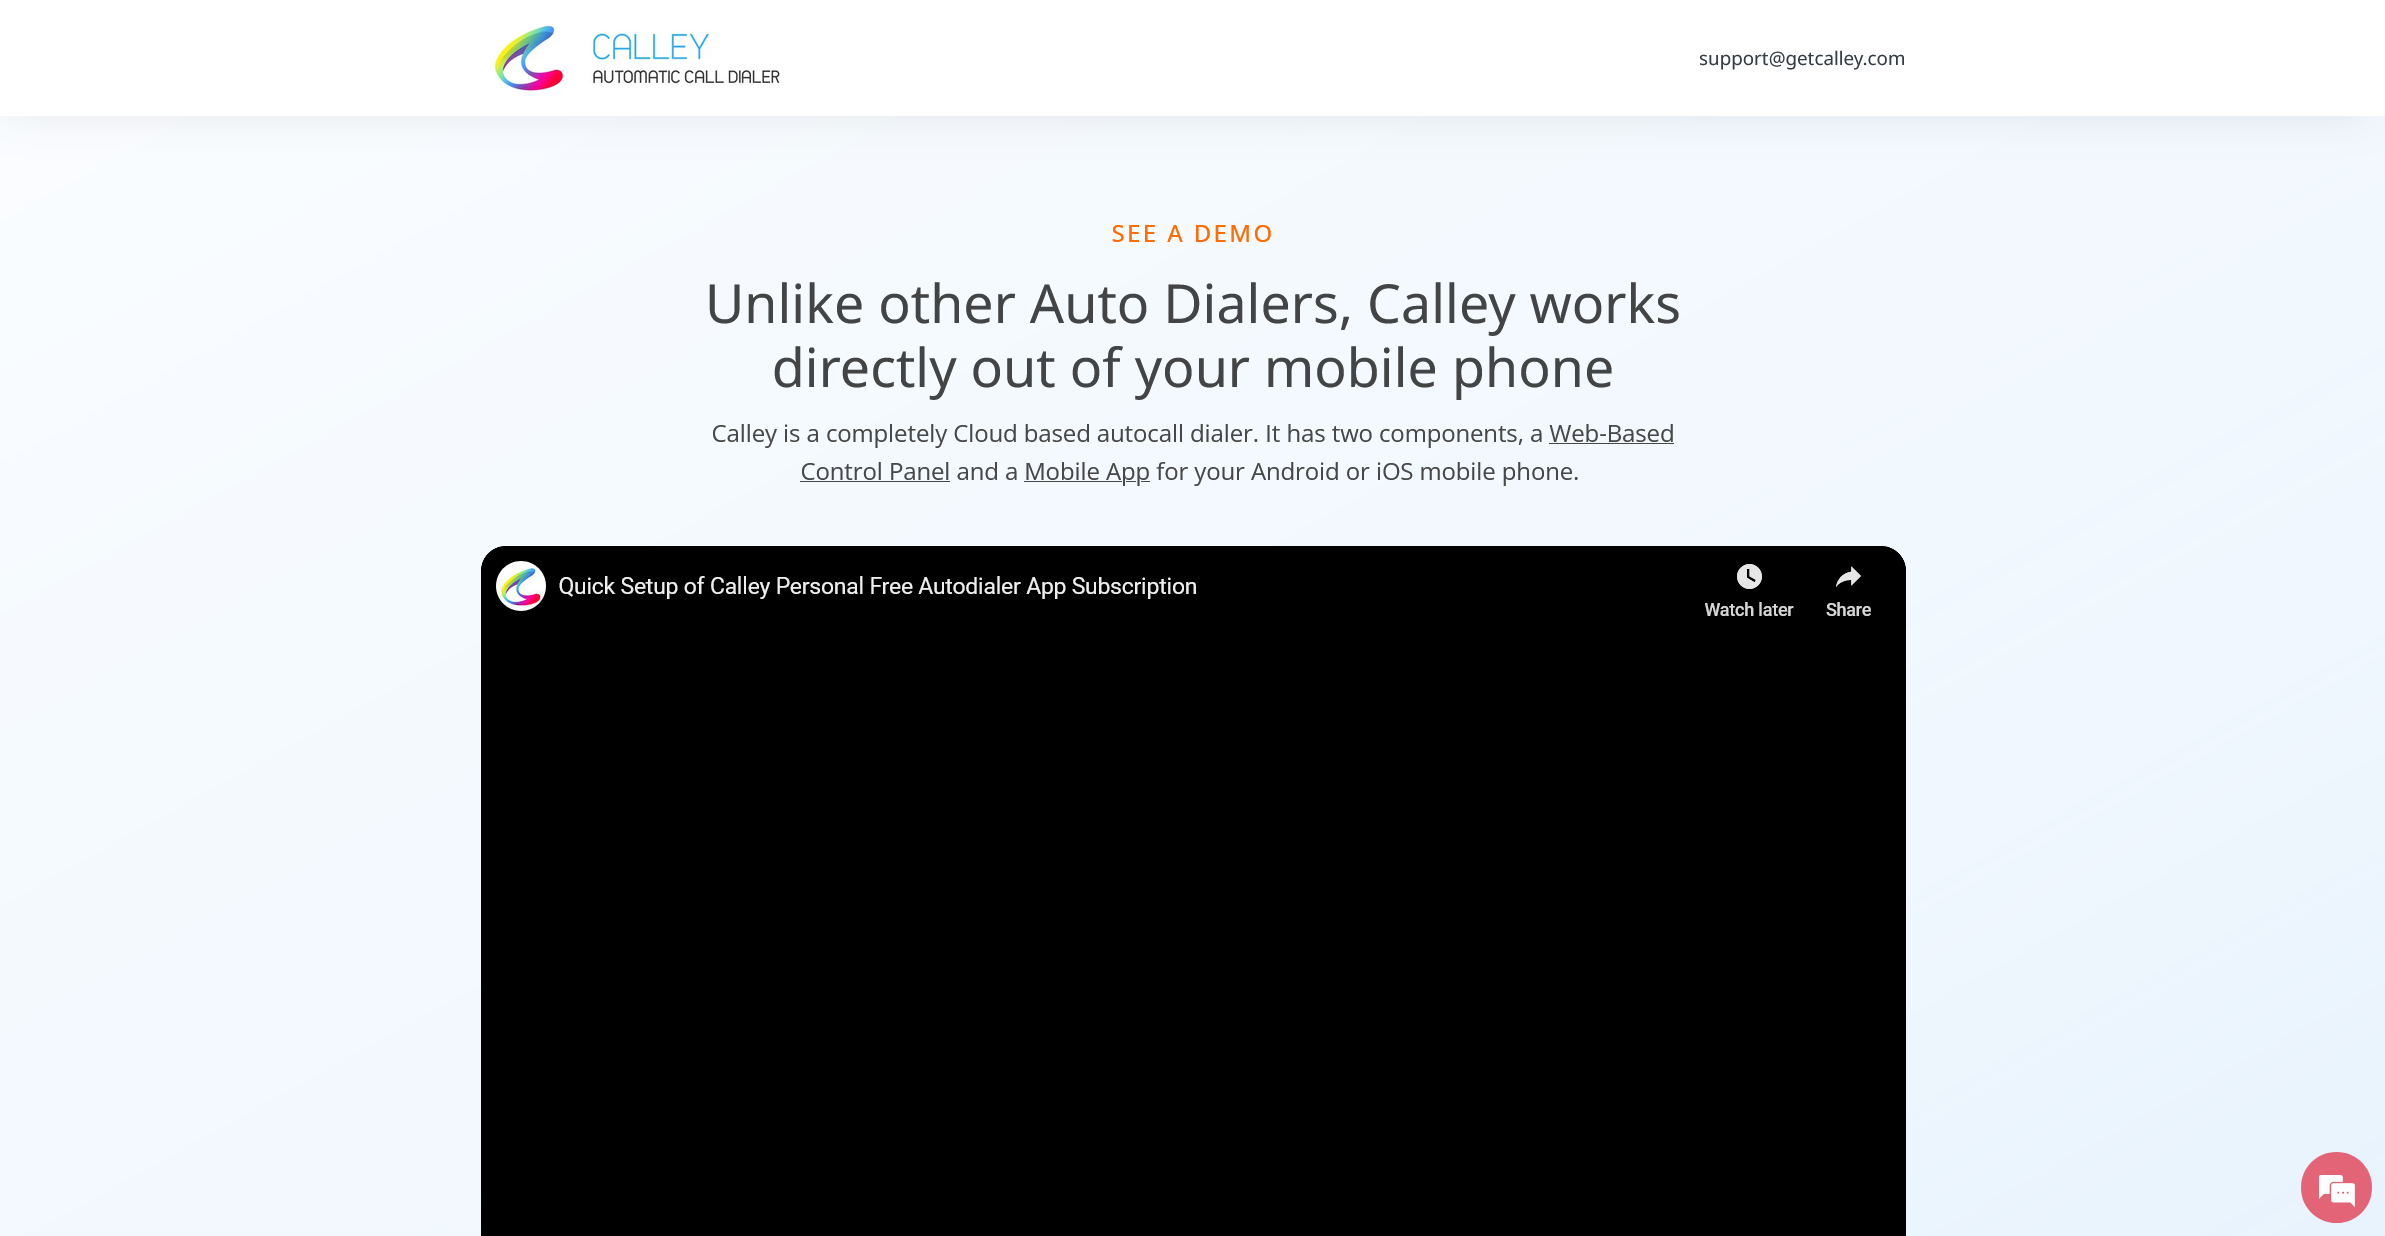 CALLEY
AUTOMATIC CALL DIALER
support@getcalley.com
SEE A DEMO
Unlike other Auto Dialers, Calley works
directly out of your mobile phone
Calley is a completely Cloud based autocall dialer. It has two components, a Web-Based
Control Panel and a Mobile App for your Android or iOS mobile phone.
Quick Setup of Calley Personal Free Autodialer App Subscription
Watch later
Share